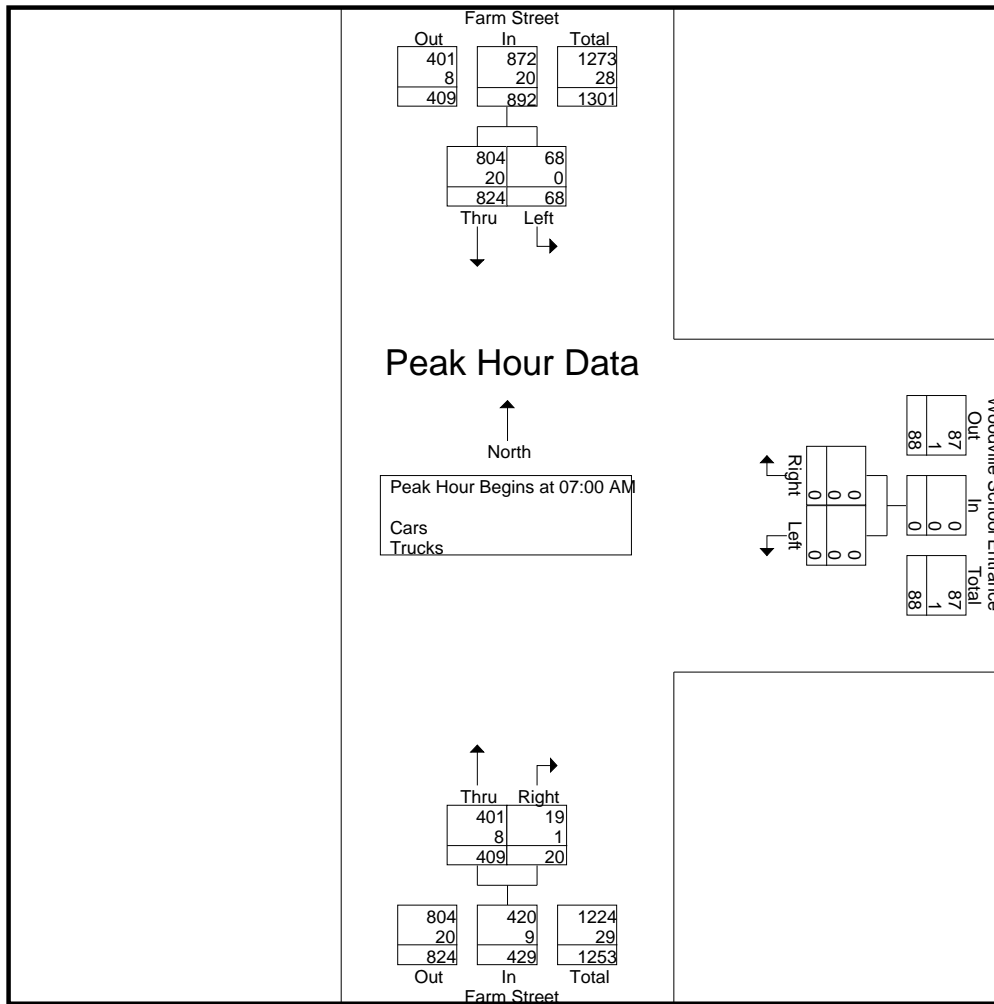 Farm Street
Out In Total
401 872 1273
8 20 28
409 892 1301
804 68
20 0
824 68
Thru Left
Peak Hour Data
North
Peak Hour Begins at 07:00 AM
Cars
Trucks
Woodville School Entrance
Out In Total
87 0 87
1 0 1
88 0 88
0 0
0 0
0 0
Right Left
Thru Right
401 19
8 1
409 20
804 420 1224
20 9 29
824 429 1253
Out In Total
Farm Street